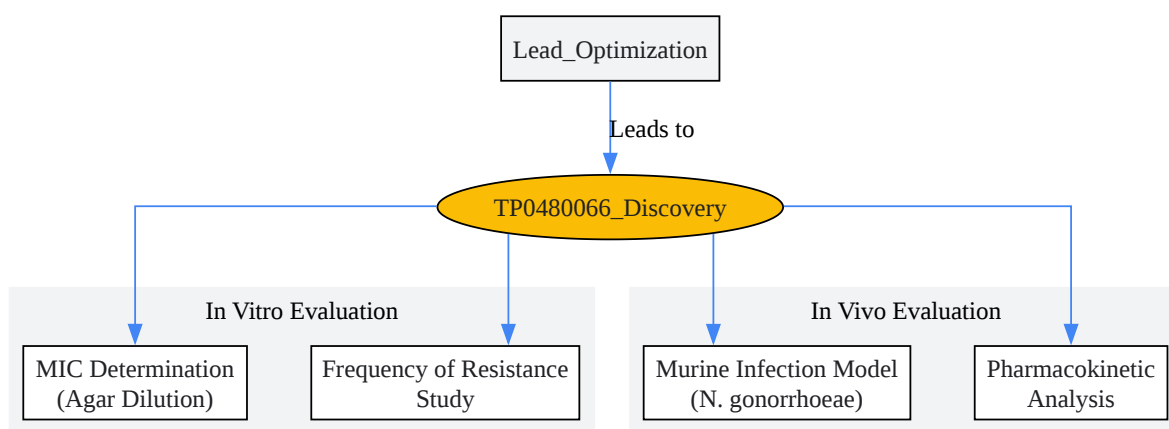 Lead_Optimization
Leads to
TP0480066_Discovery
In Vitro Evaluation
In Vivo Evaluation
MIC Determination
(Agar Dilution)
Frequency of Resistance
Study
Murine Infection Model
(N. gonorrhoeae)
Pharmacokinetic
Analysis